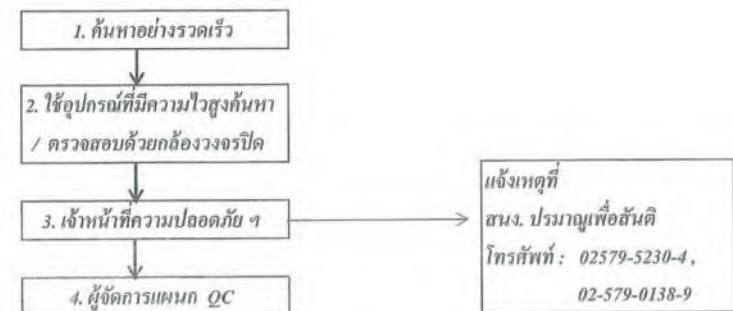 1. ค้นหาอย่างรวดเร็ว
2. ใช้อุปกรณ์ที่มีความไวสูงค้นหา
/ ตรวจสอบด้วยกล้องวงจรปิด
3. เจ้าหน้าที่ความปลอดภัย ฯ
แจ้งเหตุที่
สนง. ปรมาณูเพื่อสันติ
โทรศัพท์ : 02579-5230-4 ,
02-579-0138-9
4. ผู้จัดการแผนก QC